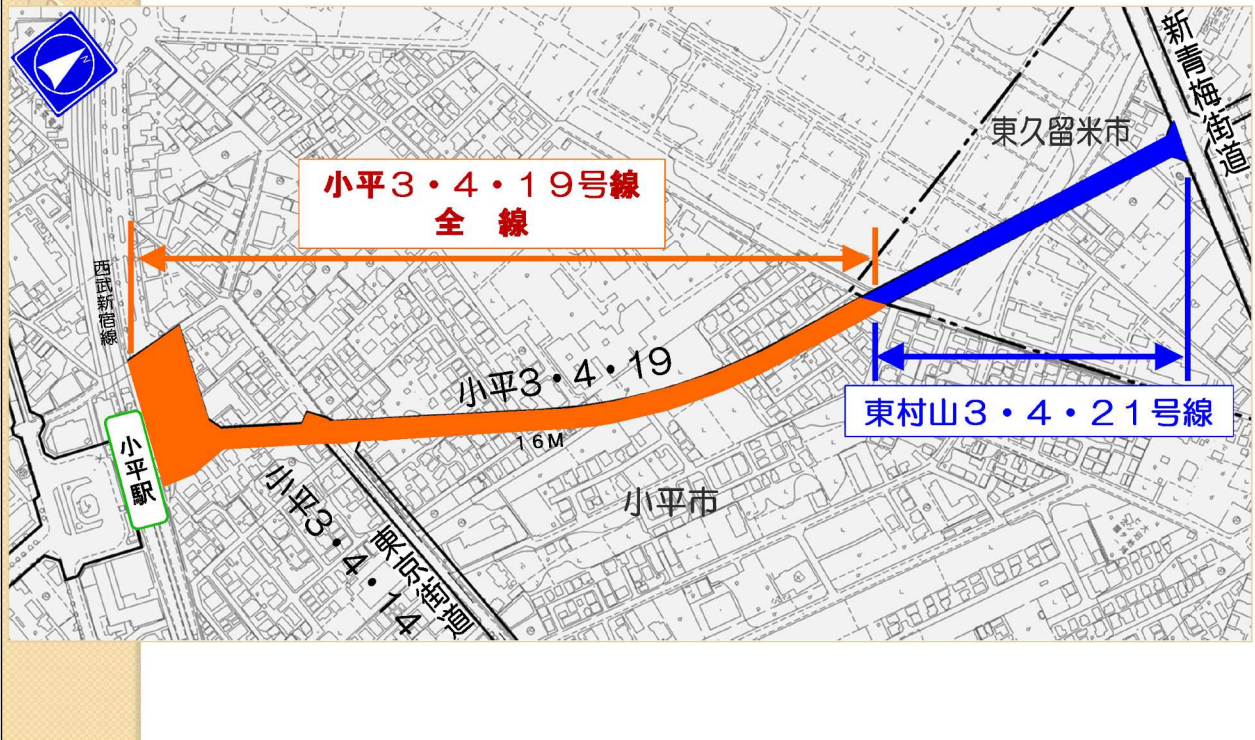 N
新青梅街道
東久留米市
小平３・４・１９号線
全　線
西武新宿線
小平3・4・19
東村山３・４・２１号線
１６Ｍ
小平駅
小平市
小平3・4・14
東京街道